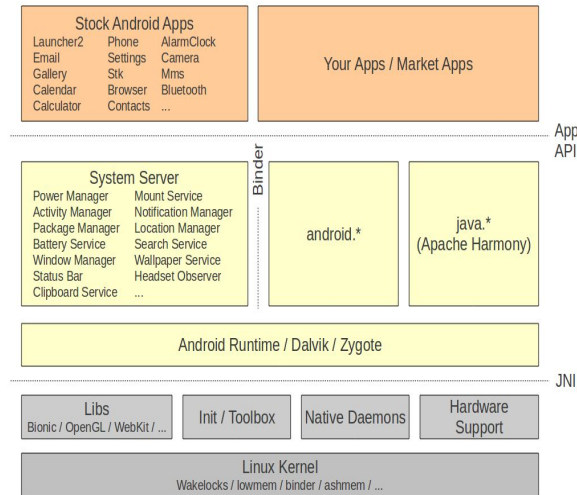 Stock Android Apps
Launcher2 Phone AlarmClock
Email Settings Camera
Gallery Stk Mms
Calendar Browser Bluetooth
Calculator Contacts ...
Your Apps / Market Apps
App
API
System Server
Power Manager Mount Service
Activity Manager Notification Manager
Package Manager Location Manager
Battery Service Search Service
Window Manager Wallpaper Service
Status Bar Headset Observer
Clipboard Service ...
Binder
android.*
java.*
(Apache Harmony)
Android Runtime / Dalvik / Zygote
JNI
Libs
Bionic / OpenGL / WebKit / ...
Init / Toolbox
Native Daemons
Hardware
Support
Linux Kernel
Wakelocks / lowmem / binder / ashmem / ...